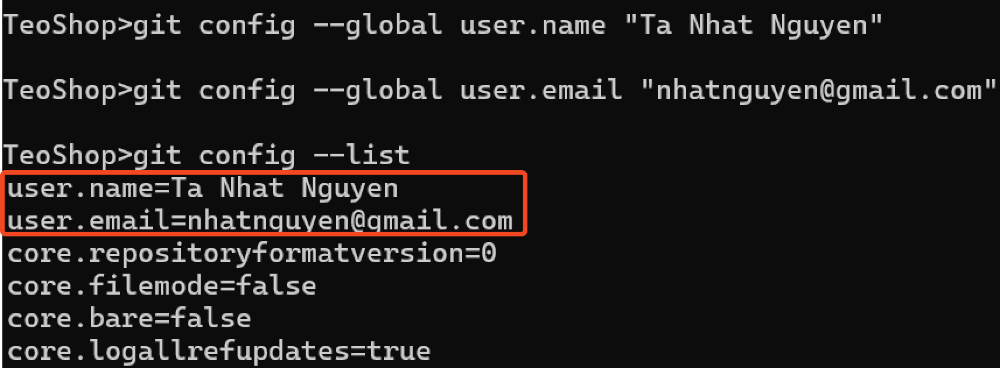 TeoShop>git config --global user.name "Ta Nhat Nguyen"
TeoShop>git config --global user.email "nhatnguyen@gmail.com"
TeoShop>git config --list
user.name=Ta Nhat Nguyen
user.email=nhatnguyen@gmail.com
core.repositoryformatversion=0
core.filemode=false
core.bare=false
core.logallrefupdates=true